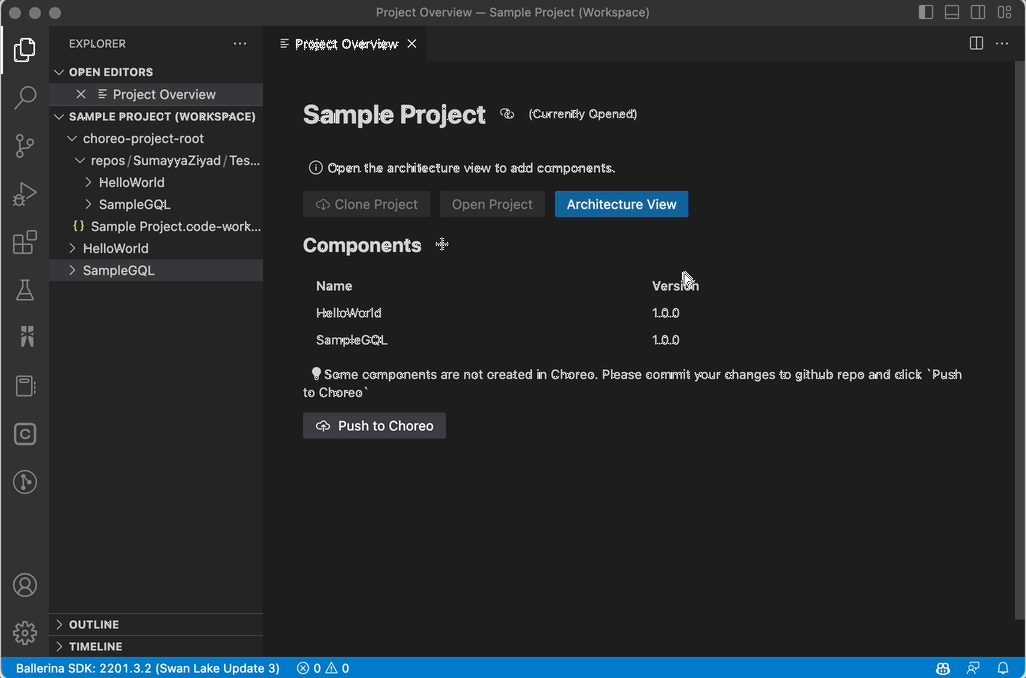 Project Overview — Sample Project (Workspace)
EXPLORER
Project Overview
OPEN EDITORS
Project Overview
SAMPLE PROJECT (WORKSPACE)
choreo-project-root
repos / SumayyaZiyad / Tes...
HelloWorld
SampleGQL
{} Sample Project.code-work...
HelloWorld
SampleGQL
OUTLINE
TIMELINE
Sample Project (Currently Opened)
Open the architecture view to add components.
Clone Project Open Project Architecture View
Components
Name Version
HelloWorld 1.0.0
SampleGQL 1.0.0
Some components are not created in Choreo. Please commit your changes to github repo and click `Push
to Choreo`
Push to Choreo
Ballerina SDK: 2201.3.2 (Swan Lake Update 3) 0 0